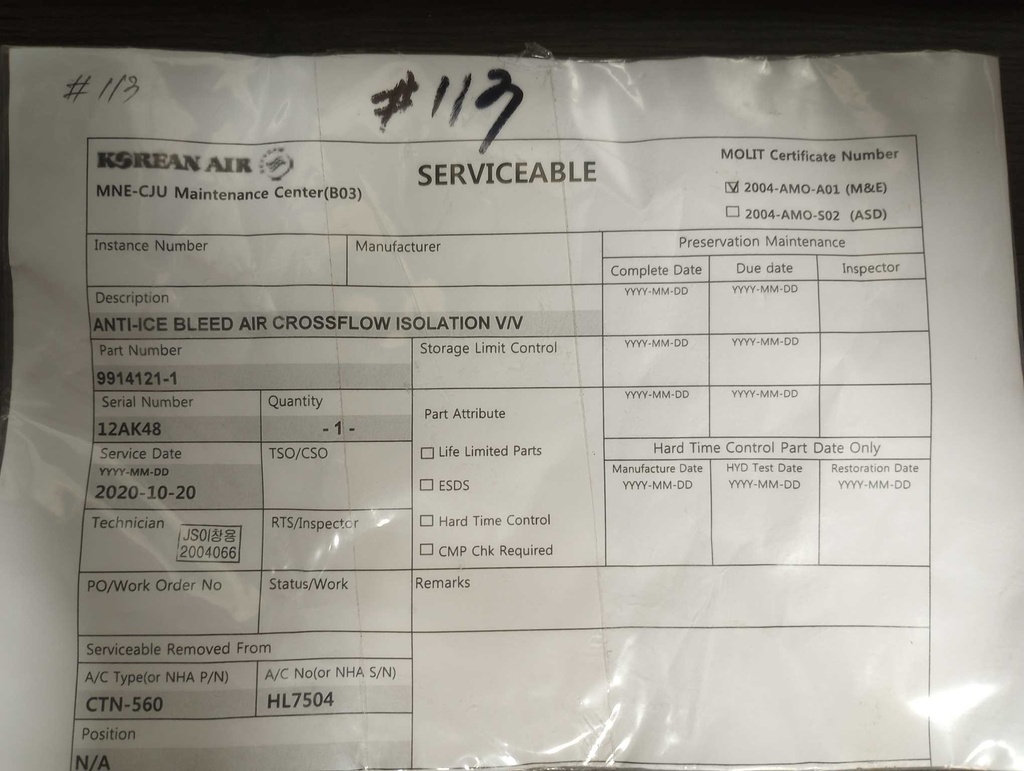 #113
#113
KOREAN AIR
MNE-CJU Maintenance Center(B03)
SERVICEABLE
MOLIT Certificate Number
2004-AMO-A01 (M&E)
2004-AMO-S02 (ASD)
Instance Number
Manufacturer
Preservation Maintenance
Complete Date
Due date
Inspector
YYYY-MM-DD
YYYY-MM-DD
Description
ANTI-ICE BLEED AIR CROSSFLOW ISOLATION V/V
Part Number
9914121-1
Storage Limit Control
YYYY-MM-DD
YYYY-MM-DD
Serial Number
12AK48
Quantity
- 1 -
Part Attribute
YYYY-MM-DD
YYYY-MM-DD
Service Date
YYYY-MM-DD
2020-10-20
TSO/CSO
Life Limited Parts
ESDS
Hard Time Control
CMP Chk Required
Hard Time Control Part Date Only
Manufacture Date
YYYY-MM-DD
HYD Test Date
YYYY-MM-DD
Restoration Date
YYYY-MM-DD
Technician
JS이창용
2004066
RTS/Inspector
PO/Work Order No
Status/Work
Remarks
Serviceable Removed From
A/C Type(or NHA P/N)
CTN-560
A/C No(or NHA S/N)
HL7504
Position
N/A